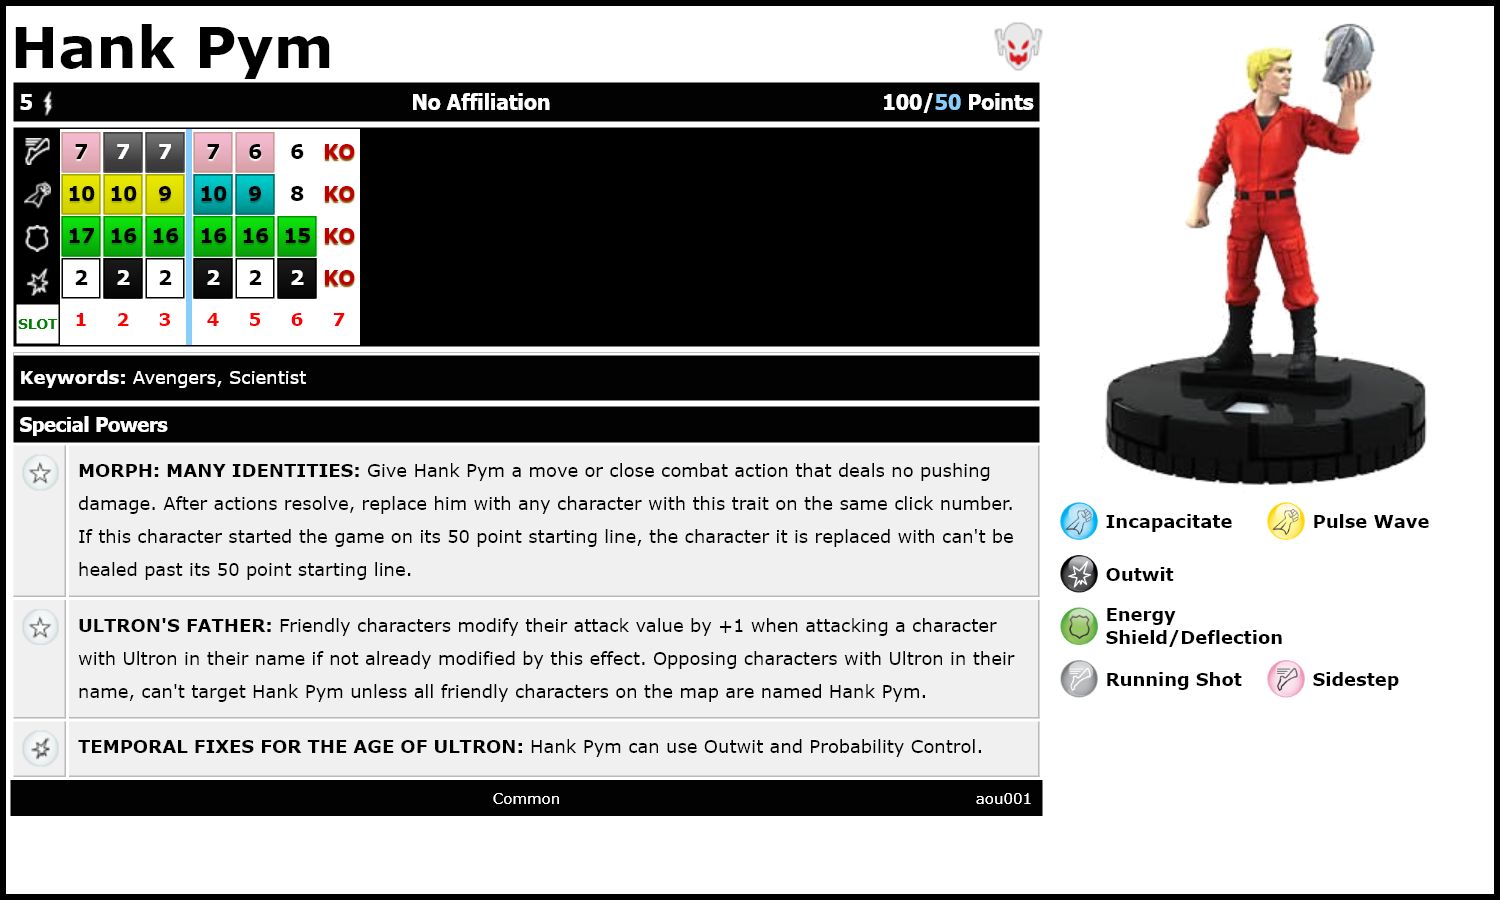 Hank Pym
5 No Affiliation 100/50 Points
7 7 7 7 6 6 KO
10 10 9 10 9 8 KO
17 16 16 16 16 15 KO
2 2 2 2 2 2 KO
SLOT 1 2 3 4 5 6 7
Keywords: Avengers, Scientist
Special Powers
MORPH: MANY IDENTITIES: Give Hank Pym a move or close combat action that deals no pushing
damage. After actions resolve, replace him with any character with this trait on the same click number.
If this character started the game on its 50 point starting line, the character it is replaced with can't be
healed past its 50 point starting line.
ULTRON'S FATHER: Friendly characters modify their attack value by +1 when attacking a character
with Ultron in their name if not already modified by this effect. Opposing characters with Ultron in their
name, can't target Hank Pym unless all friendly characters on the map are named Hank Pym.
TEMPORAL FIXES FOR THE AGE OF ULTRON: Hank Pym can use Outwit and Probability Control.
Common aou001
Incapacitate Pulse Wave
Outwit
Energy
Shield/Deflection
Running Shot Sidestep